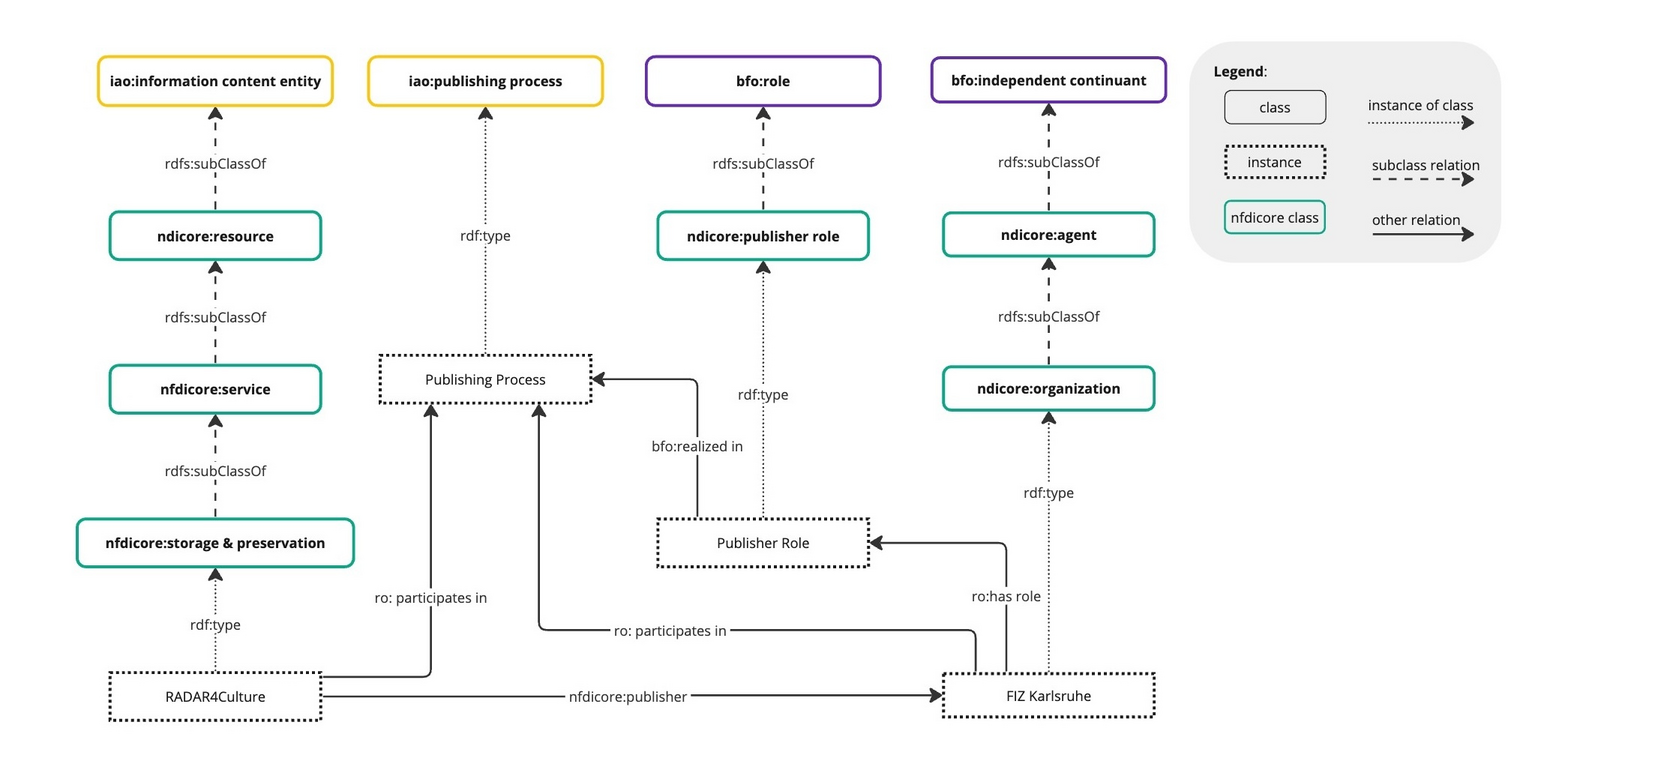 iao:information content entity
iao:publishing process
bfo:role
bfo:independent continuant
Legend:
class
instance of class
instance
subclass relation
nfdicore class
other relation
rdfs:subClassOf
rdfs:subClassOf
rdfs:subClassOf
ndicore:resource
rdf:type
ndicore:publisher role
ndicore:agent
rdfs:subClassOf
rdfs:subClassOf
Publishing Process
nfdicore:service
rdf:type
ndicore:organization
bfo:realized in
rdfs:subClassOf
rdf:type
nfdicore:storage & preservation
Publisher Role
ro: participates in
ro:has role
rdf:type
ro: participates in
RADAR4Culture
nfdicore:publisher
FIZ Karlsruhe